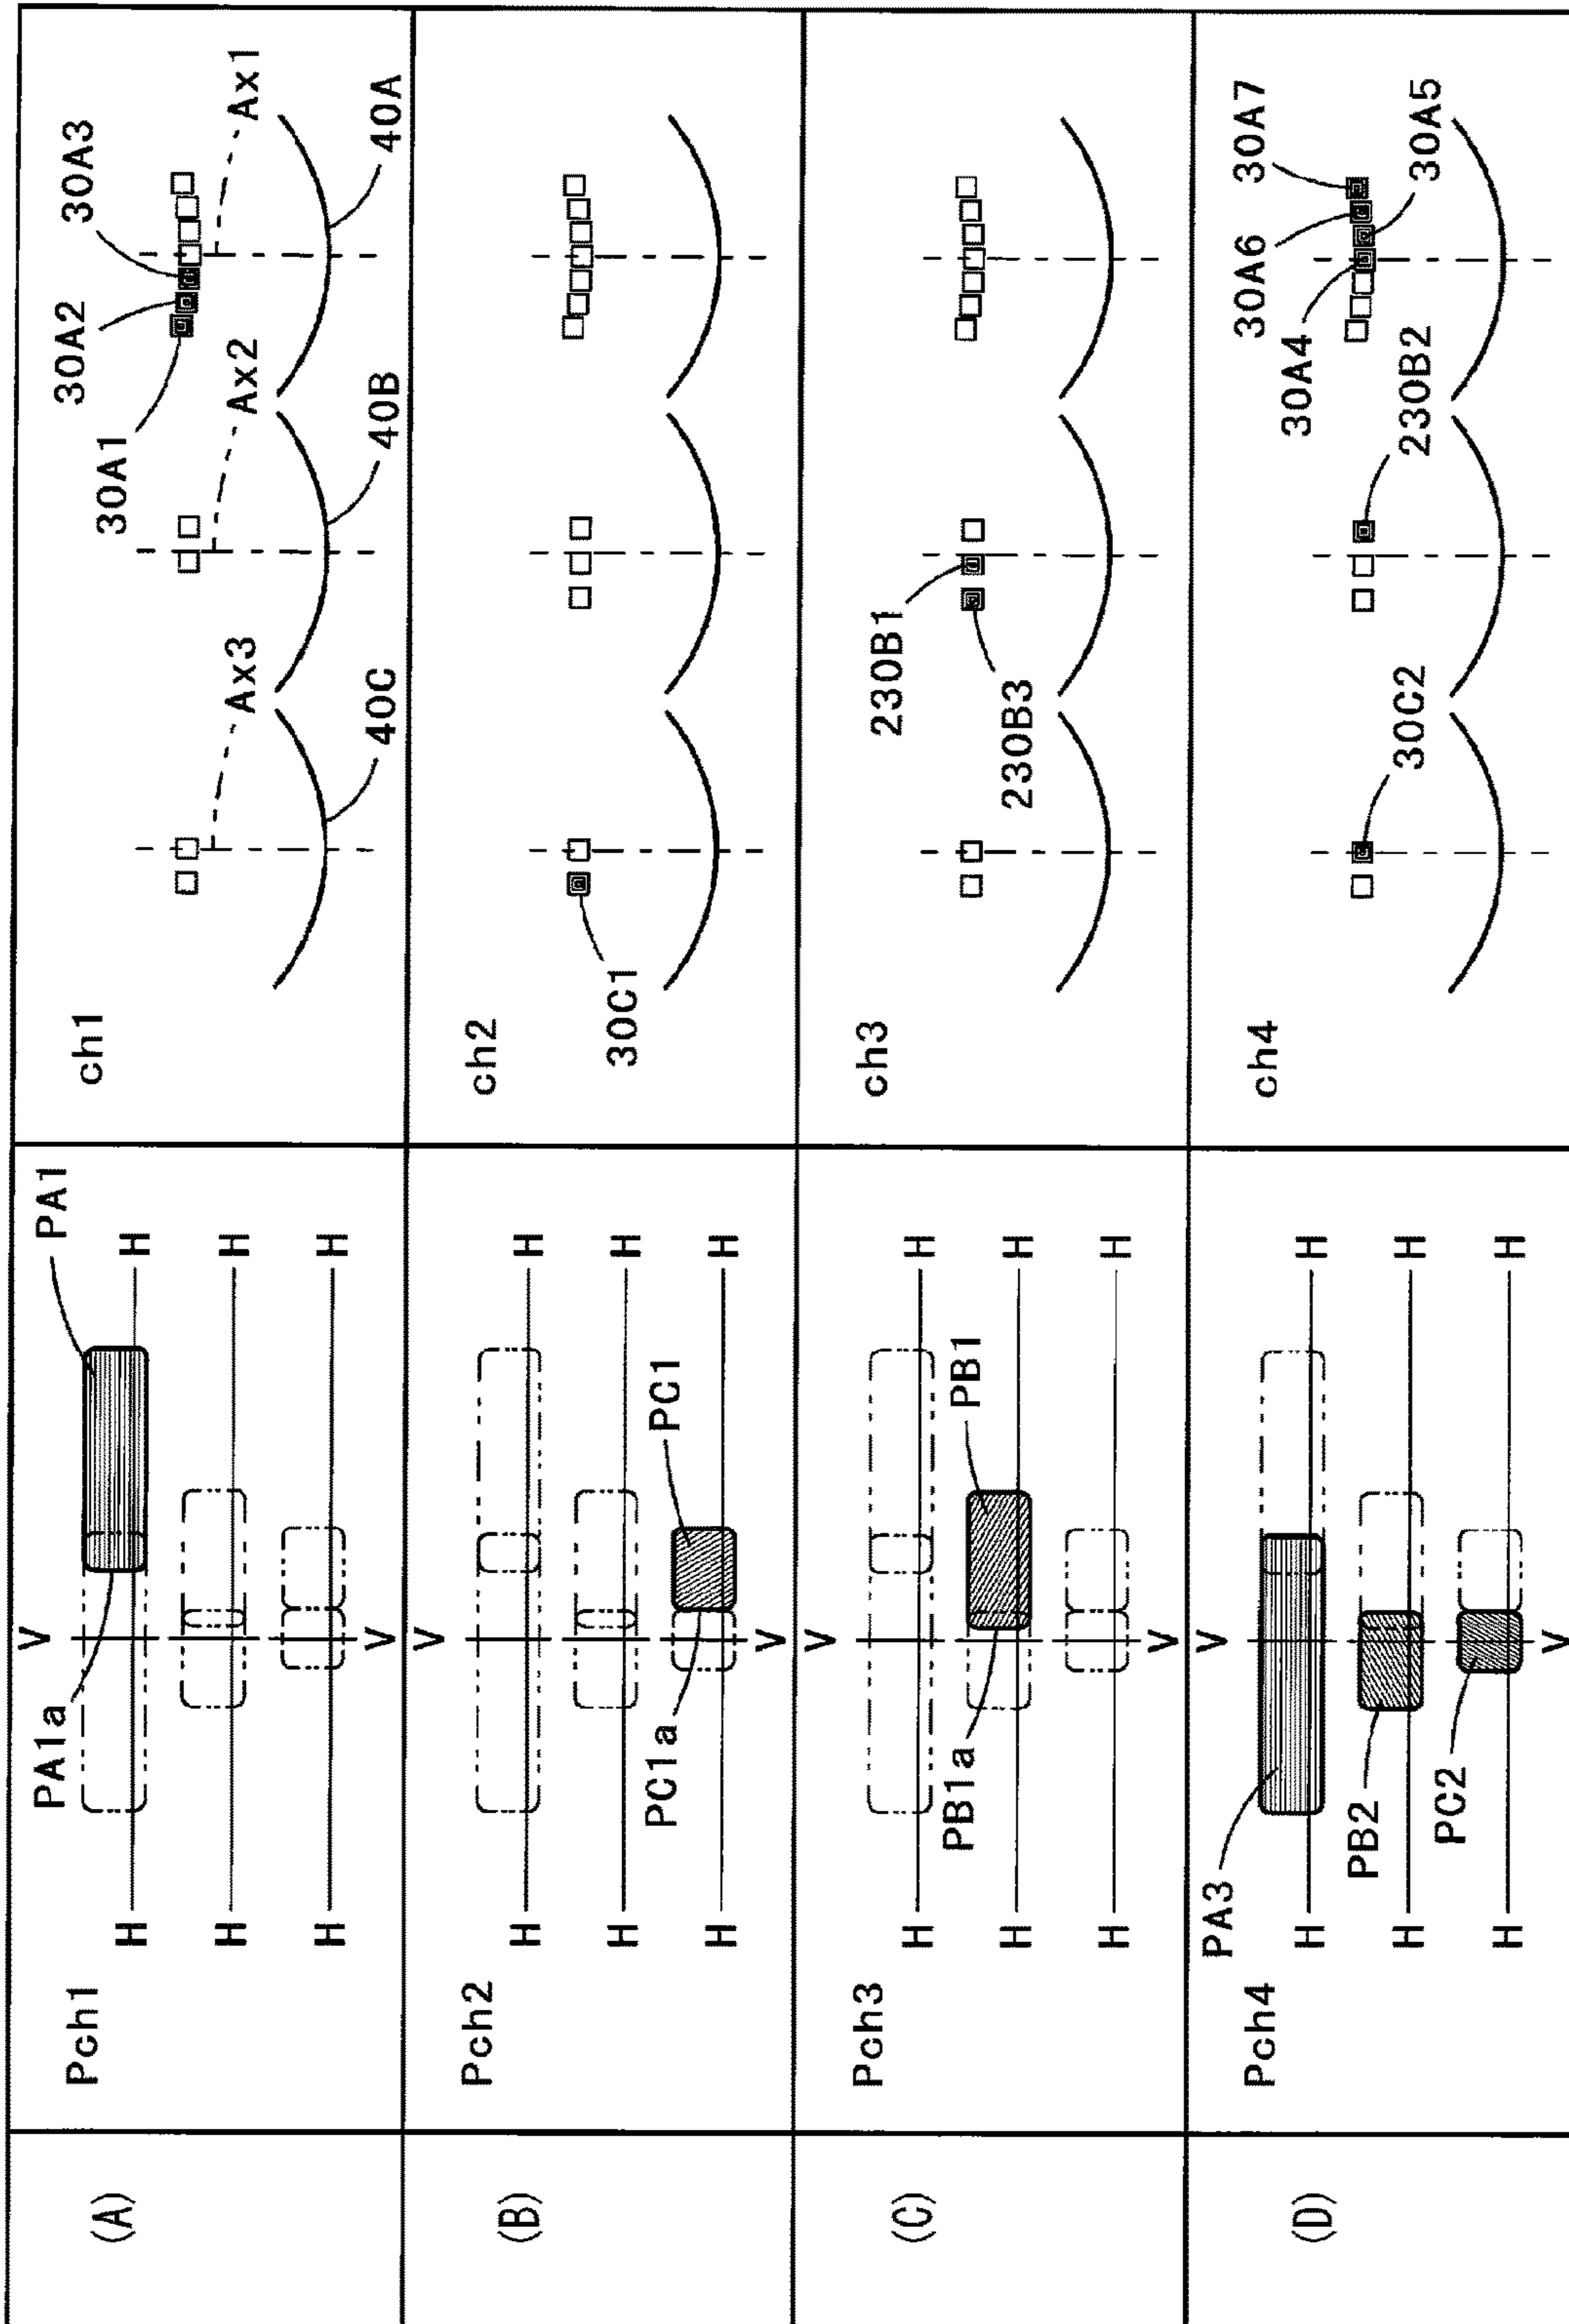 (A)
Pch1
V
H H
H H
H H
V
PA1a
PA1
ch1
Ax3
Ax2
Ax1
30A1
30A2
30A3
40C
40B
40A
(B)
Pch2
V
H H
H H
H H
V
PC1a
PC1
ch2
30C1
(C)
Pch3
V
H H
H H
H H
V
PB1a
PB1
ch3
230B1
230B3
(D)
Pch4
V
H H
H H
H H
V
PA3
PB2
PC2
ch4
30C2
230B2
30A4
30A6
30A7
30A5